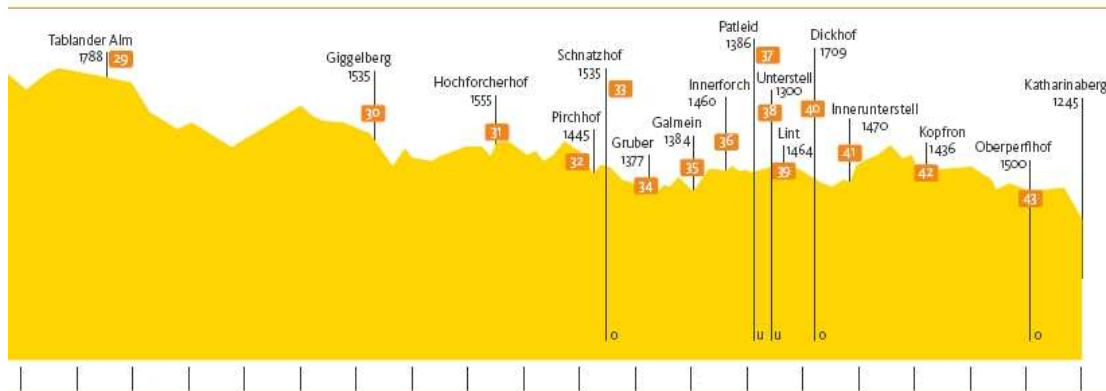 Tablander Alm
1788 29
Giggelberg
1535
30
Hochforcherhof
1555
31
Pirchhof
1445
32
Schnatzhof
1535
33
Gruber
1377
34
Galmein
1384
35
Innerforch
1460
36
Patleid
1386
37
Unterstell
1300
38
Lint
1464
39
Dickhof
1709
40
Innerunterstell
1470
41
Kopfron
1436
42
Oberperflhof
1500
43
Katharinaberg
1245
o
u
u
o
o